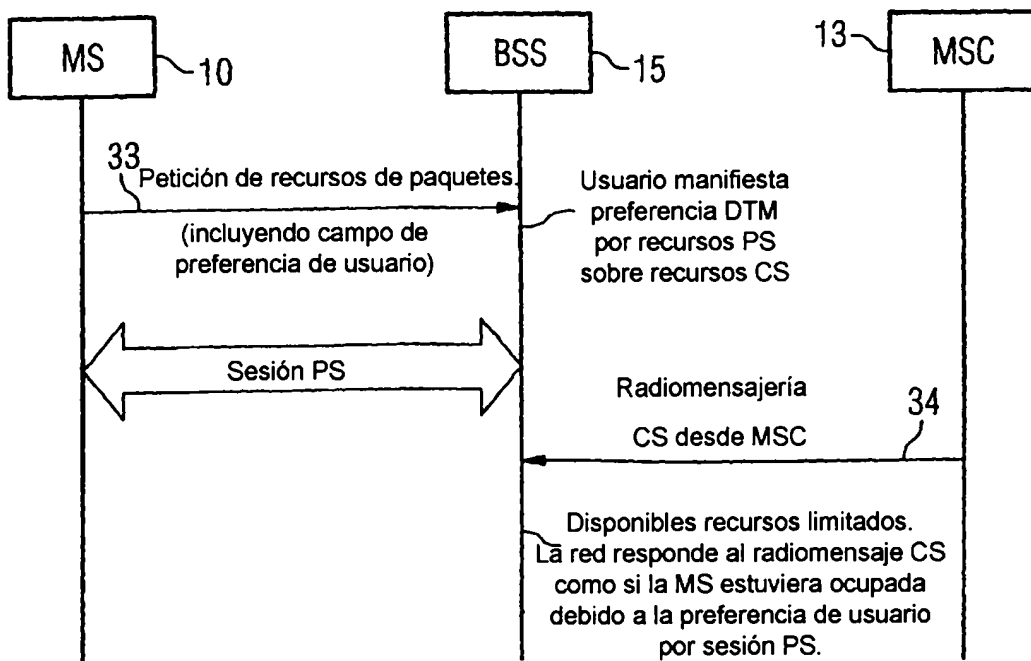 MS
10
BSS
15
13
MSC
33
Petición de recursos de paquetes.
(incluyendo campo de
preferencia de usuario)
Usuario manifiesta
preferencia DTM
por recursos PS
sobre recursos CS
Sesión PS
Radiomensajería
CS desde MSC
34
Disponibles recursos limitados.
La red responde al radiomensaje CS
como si la MS estuviera ocupada
debido a la preferencia de usuario
por sesión PS.